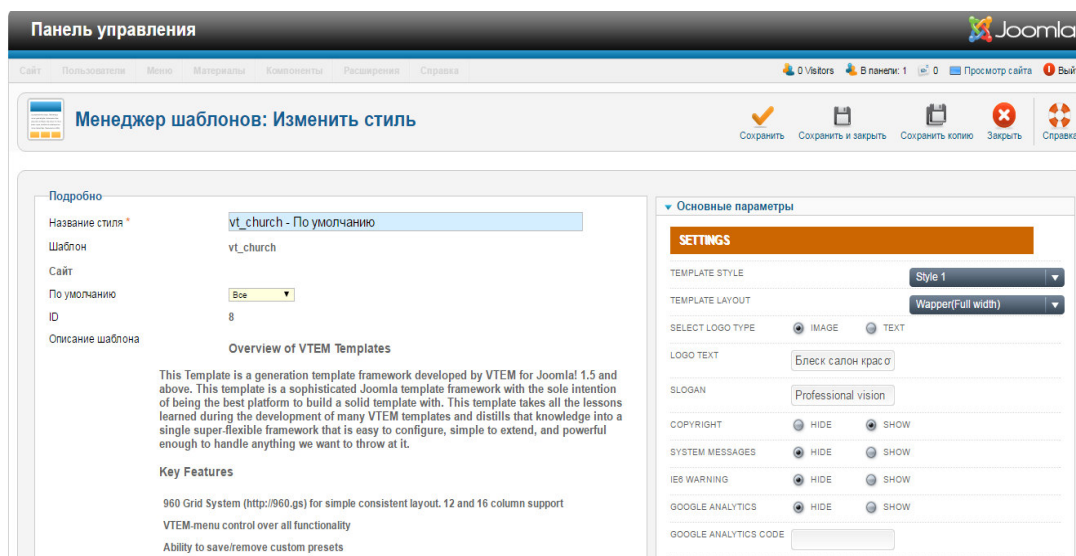 Панель управления
Joomla
Сайт Пользователи Меню Материалы Компоненты Расширения Справка
0 Visitors В панели: 1 0 Просмотр сайта Вый
Менеджер шаблонов: Изменить стиль
Сохранить Сохранить и закрыть Сохранить копию Закрыть Справка
Подробно
Название стиля * vt_church - По умолчанию
Шаблон vt_church
Сайт
По умолчанию Все
ID 8
Описание шаблона
Overview of VTEM Templates
This Template is a generation template framework developed by VTEM for Joomla! 1.5 and
above. This template is a sophisticated Joomla template framework with the sole intention
of being the best platform to build a solid template with. This template takes all the lessons
learned during the development of many VTEM templates and distills that knowledge into a
single super-flexible framework that is easy to configure, simple to extend, and powerful
enough to handle anything we want to throw at it.
Key Features
960 Grid System (http://960.gs) for simple consistent layout. 12 and 16 column support
VTEM-menu control over all functionality
Ability to save/remove custom presets
Основные параметры
SETTINGS
TEMPLATE STYLE Style 1
TEMPLATE LAYOUT Wapper(Full width)
SELECT LOGO TYPE IMAGE TEXT
LOGO TEXT Блеск салон красо
SLOGAN Professional vision
COPYRIGHT HIDE SHOW
SYSTEM MESSAGES HIDE SHOW
IE6 WARNING HIDE SHOW
GOOGLE ANALYTICS HIDE SHOW
GOOGLE ANALYTICS CODE